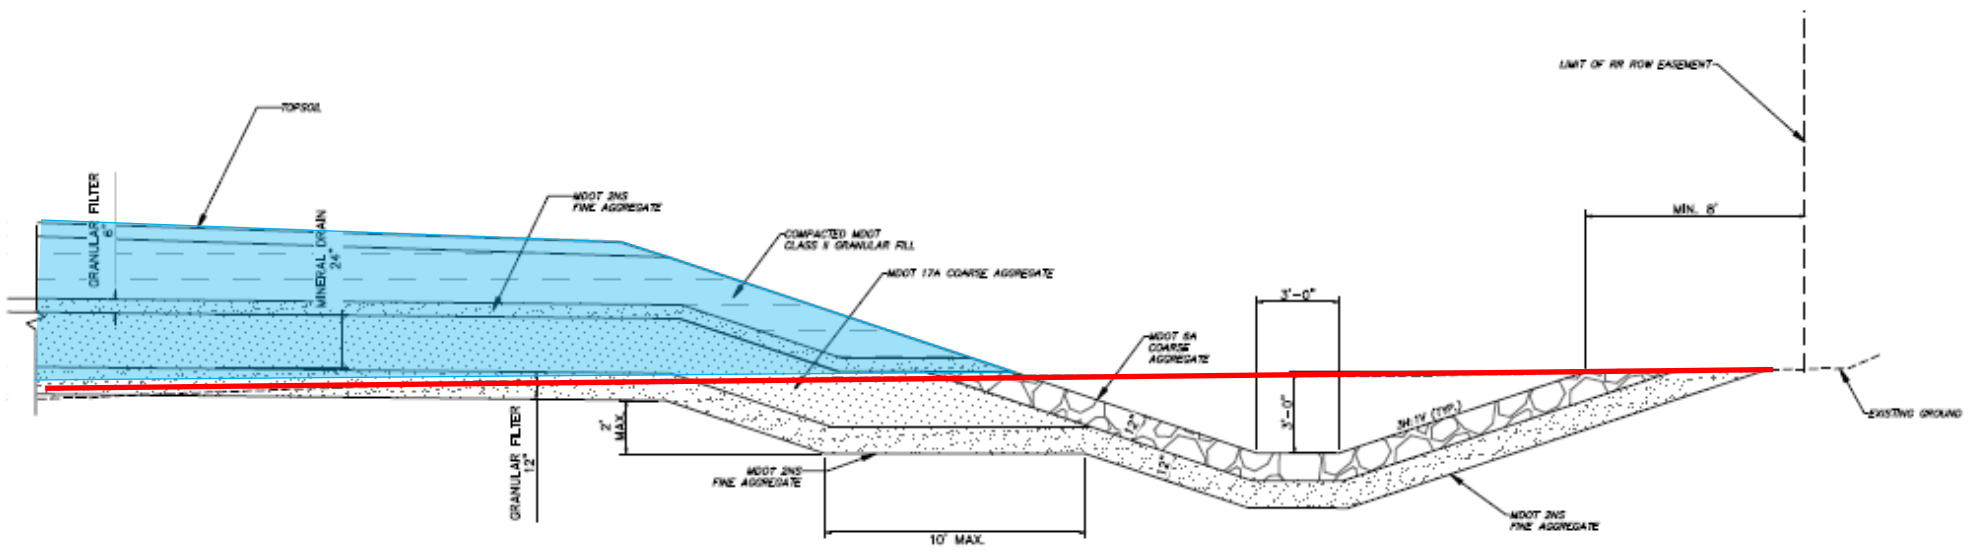 LIMIT OF RR ROW EASEMENT
TOPSOIL
GRANULAR FILTER
6"
MINERAL DRAIN
24"
MDOT 2NS
FINE AGGREGATE
MIN. 8'
COMPACTED MDOT
CLASS II GRANULAR FILL
MDOT 17A COARSE AGGREGATE
3'-0"
MDOT 6A
COARSE
AGGREGATE
3'-0"
3H:1V (TYP.)
EXISTING GROUND
12"
12"
2'
MAX.
GRANULAR FILTER
12"
MDOT 2NS
FINE AGGREGATE
10' MAX.
MDOT 2NS
FINE AGGREGATE